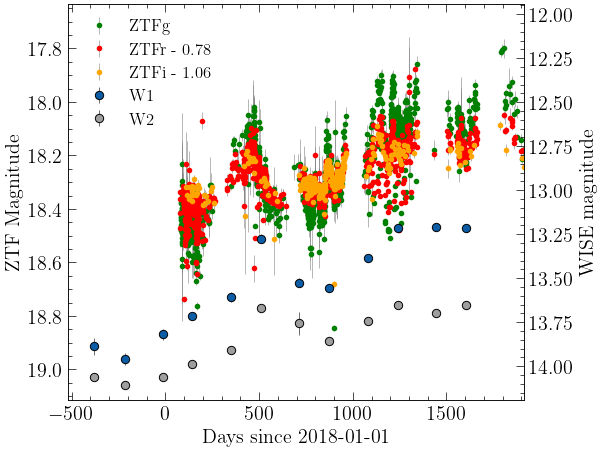 ZTFg
ZTFr - 0.78
ZTFi - 1.06
W1
W2
17.8
18.0
18.2
18.4
18.6
18.8
19.0
ZTF Magnitude
12.00
12.25
12.50
12.75
13.00
13.25
13.50
13.75
14.00
WISE magnitude
−500
0
500
1000
1500
Days since 2018-01-01